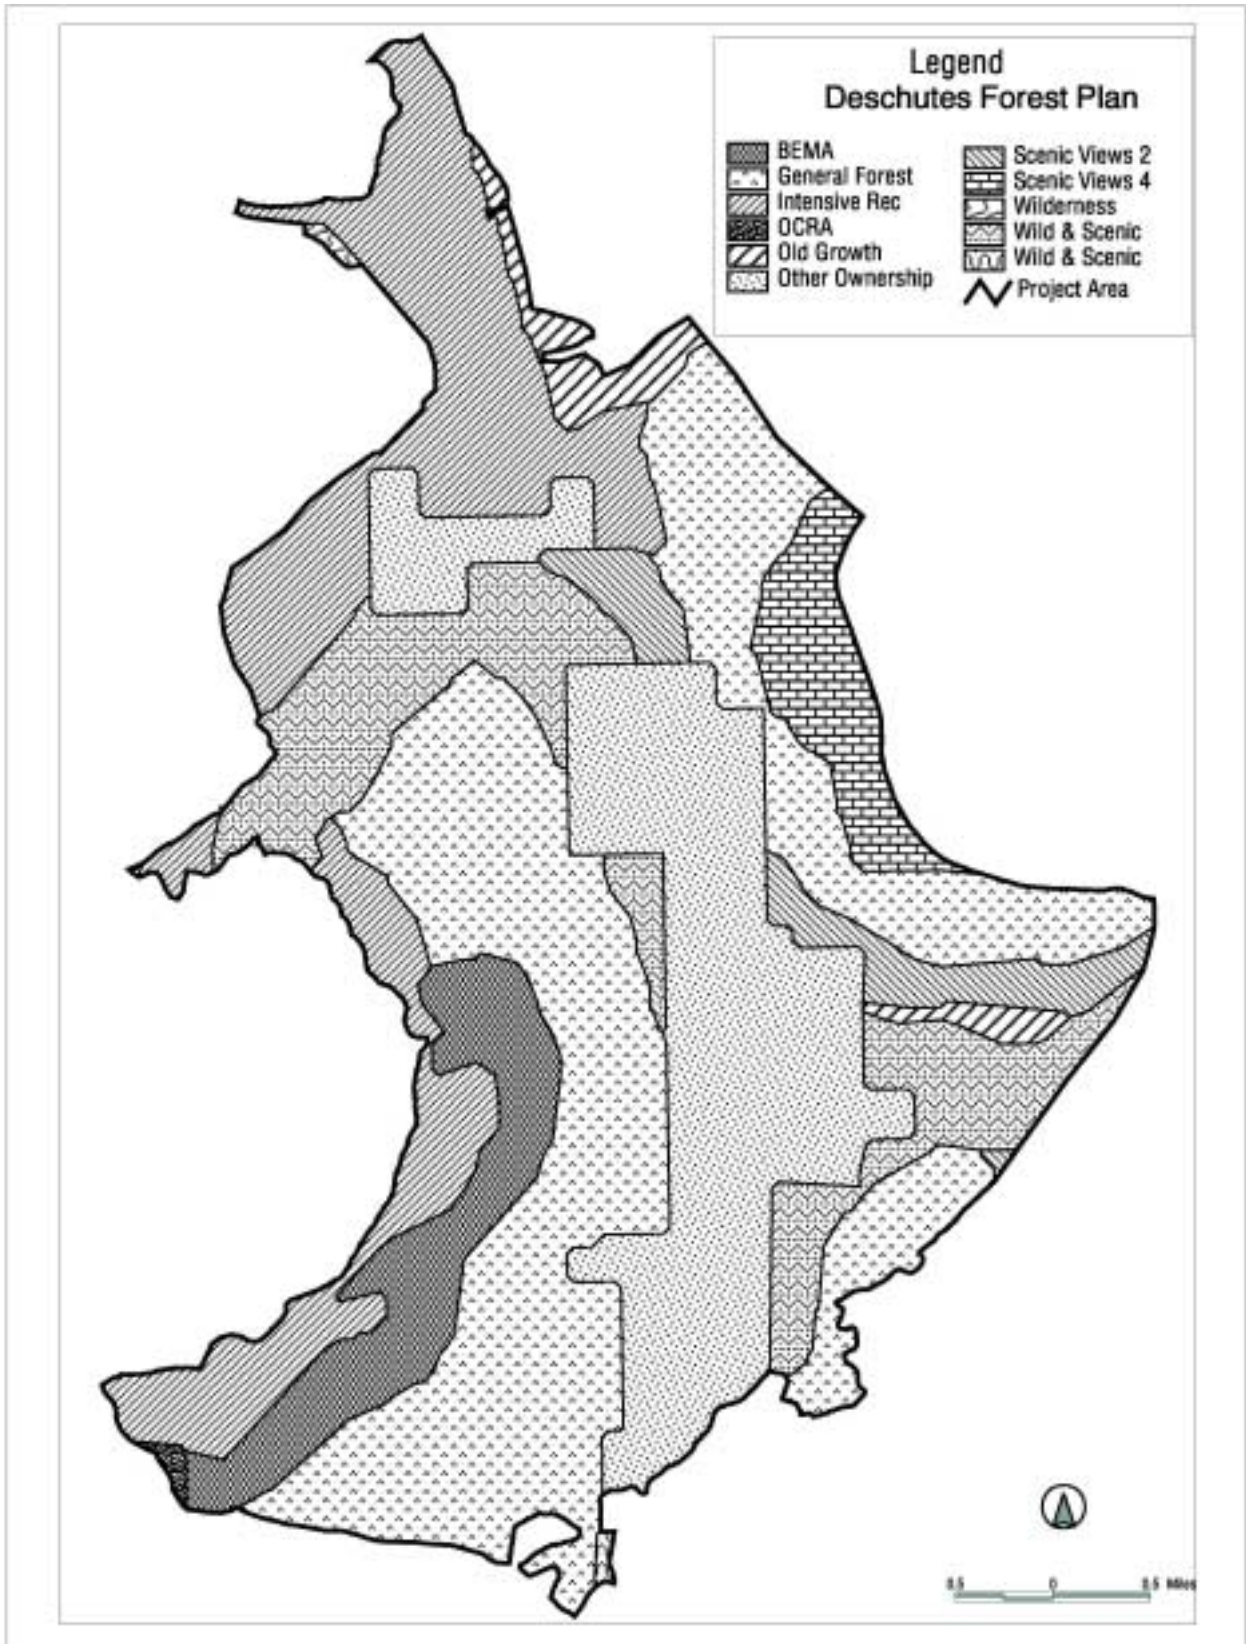 Legend
Deschutes Forest Plan
BEMA
General Forest
Intensive Rec
OCRA
Old Growth
Other Ownership
Scenic Views 2
Scenic Views 4
Wilderness
Wild & Scenic
Wild & Scenic
Project Area
0.5 0 0.5 Miles